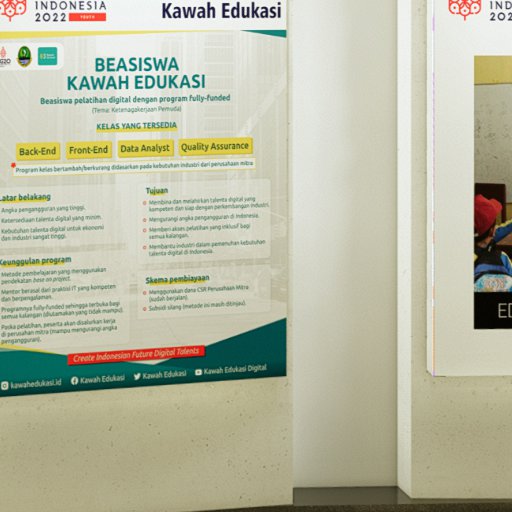 INDONESIA
2022 YOUTH
Kawah Edukasi
G20
BEASISWA
KAWAH EDUKASI
Beasiswa pelatihan digital dengan program fully-funded
(Tema: Ketenagakerjaan Pemuda)
KELAS YANG TERSEDIA
Back-End Front-End Data Analyst Quality Assurance
Program kelas bertambah/berkurang didasarkan pada kebutuhan industri dari perusahaan mitra
Latar belakang
Angka pengangguran yang tinggi.
Ketersediaan talenta digital yang minim.
Kebutuhan talenta digital untuk ekonomi
dan industri sangat tinggi.
Keunggulan program
Metode pembelajaran yang menggunakan
pendekatan base on project.
Mentor berasal dari praktisi IT yang kompeten
dan berpengalaman.
Programnya fully-funded sehingga terbuka bagi
semua kalangan (diutamakan yang tidak mampu).
Paska pelatihan, peserta akan disalurkan kerja
di perusahaan mitra (mampu mengurangi angka
pengangguran).
Tujuan
Membina dan melahirkan talenta digital yang
kompeten dan siap dengan perkembangan industri.
Mengurangi angka pengangguran di Indonesia.
Memberi akses pelatihan yang inklusif bagi
semua kalangan.
Membantu industri dalam pemenuhan kebutuhan
talenta digital di Indonesia.
Skema pembiayaan
Menggunakan dana CSR Perusahaan Mitra
(sudah berjalan).
Subsidi silang (metode ini masih ditinjau).
Create Indonesian Future Digital Talents
kawahedukasi.id Kawah Edukasi Kawah Edukasi Kawah Edukasi Digital
IND
202
ED